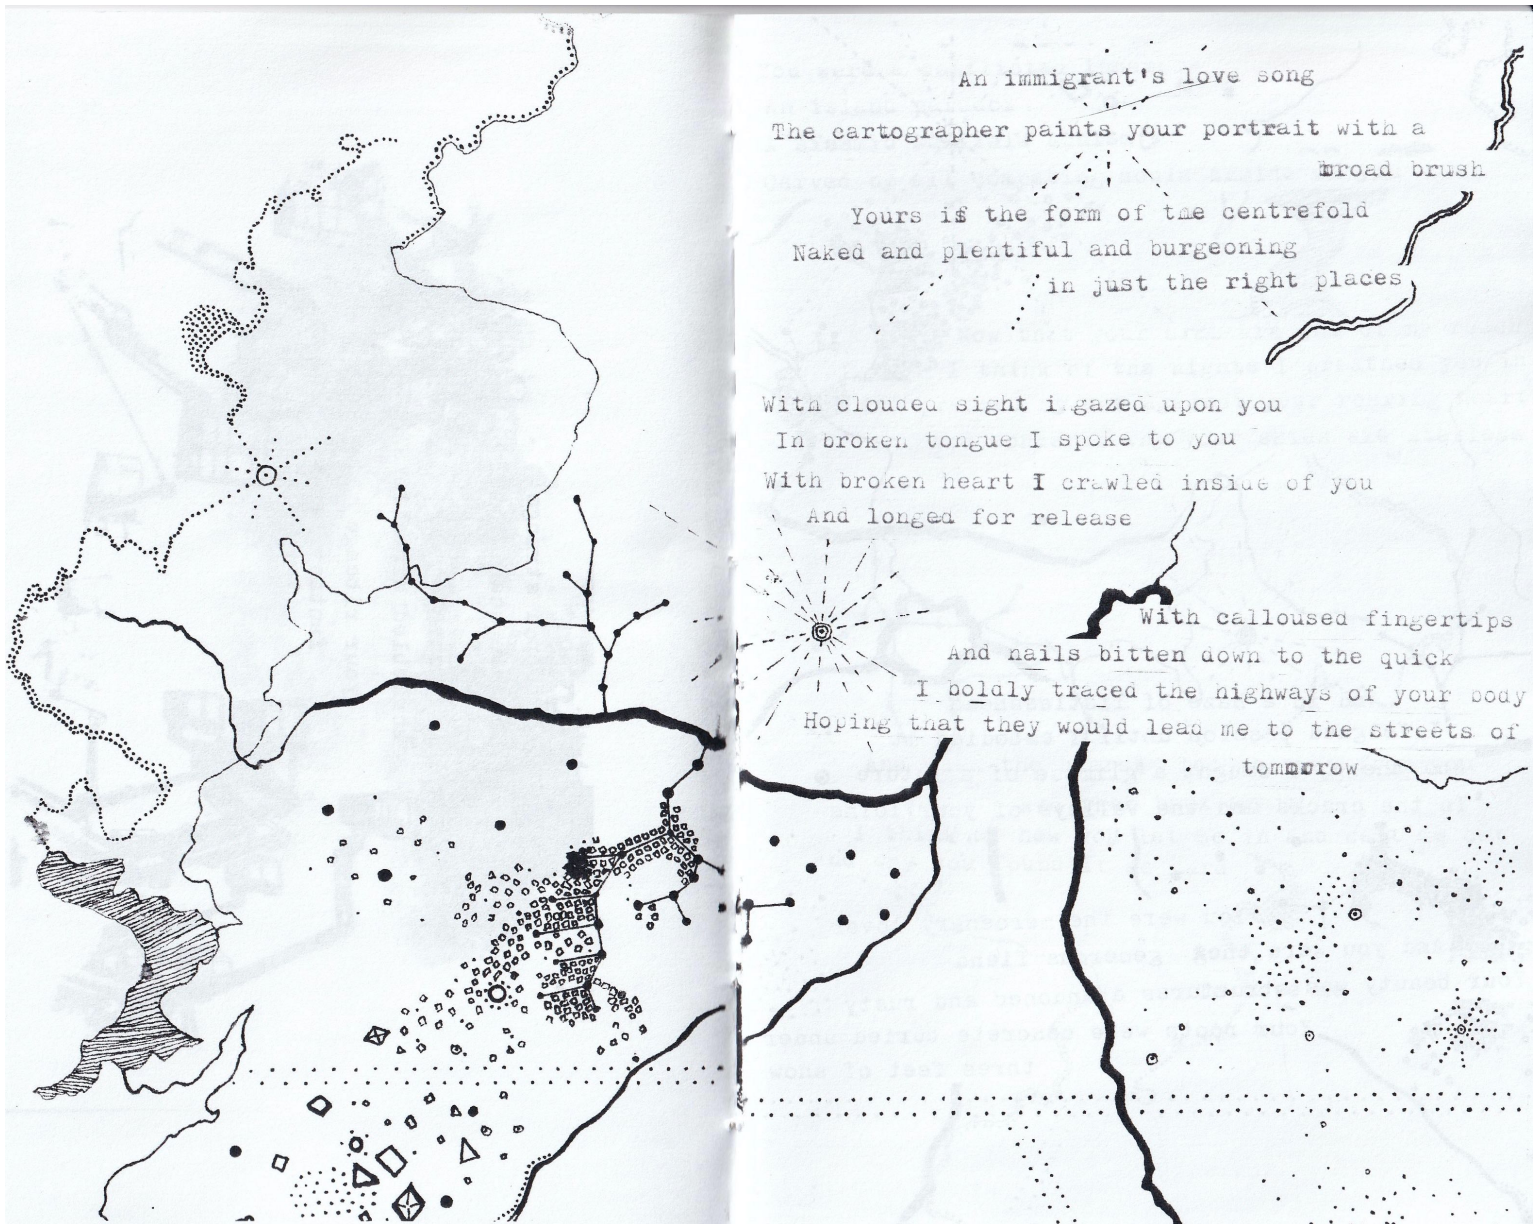 An immigrant's love song
The cartographer paints your portrait with a
broad brush
Yours is the form of the centrefold
Naked and plentiful and burgeoning
in just the right places
With clouded sight i gazed upon you
In broken tongue I spoke to you
With broken heart I crawled inside of you
And longed for release
With calloused fingertips
And nails bitten down to the quick
I boldly traced the highways of your body
Hoping that they would lead me to the streets of
tomorrow